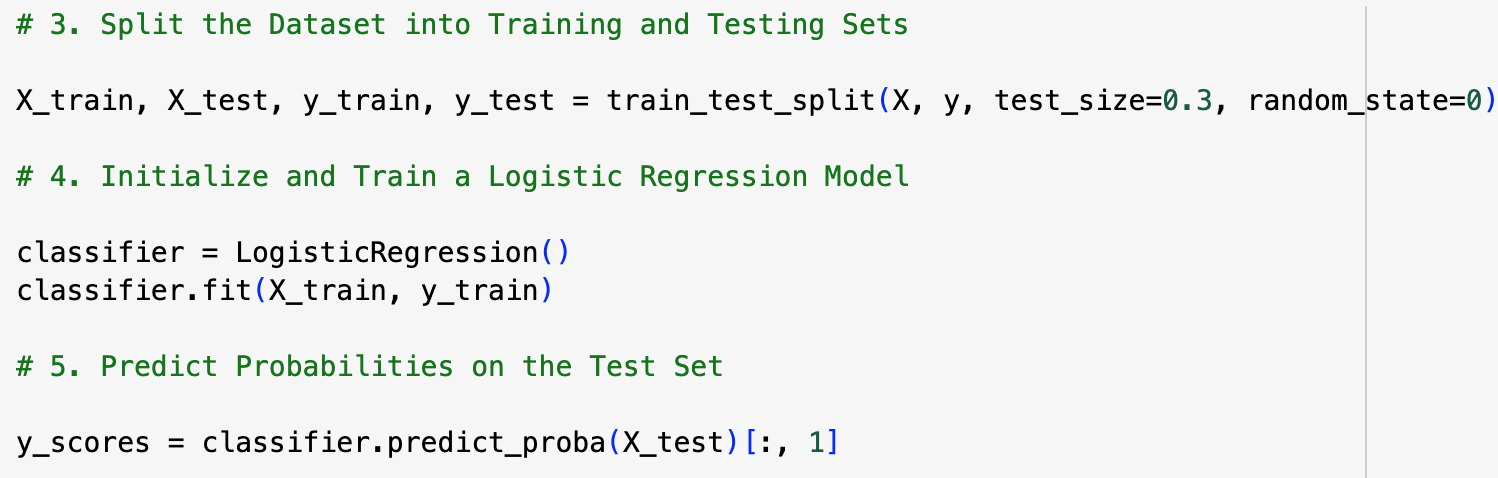 # 3. Split the Dataset into Training and Testing Sets
X_train, X_test, y_train, y_test = train_test_split(X, y, test_size=0.3, random_state=0)
# 4. Initialize and Train a Logistic Regression Model
classifier = LogisticRegression()
classifier.fit(X_train, y_train)
# 5. Predict Probabilities on the Test Set
y_scores = classifier.predict_proba(X_test)[:, 1]